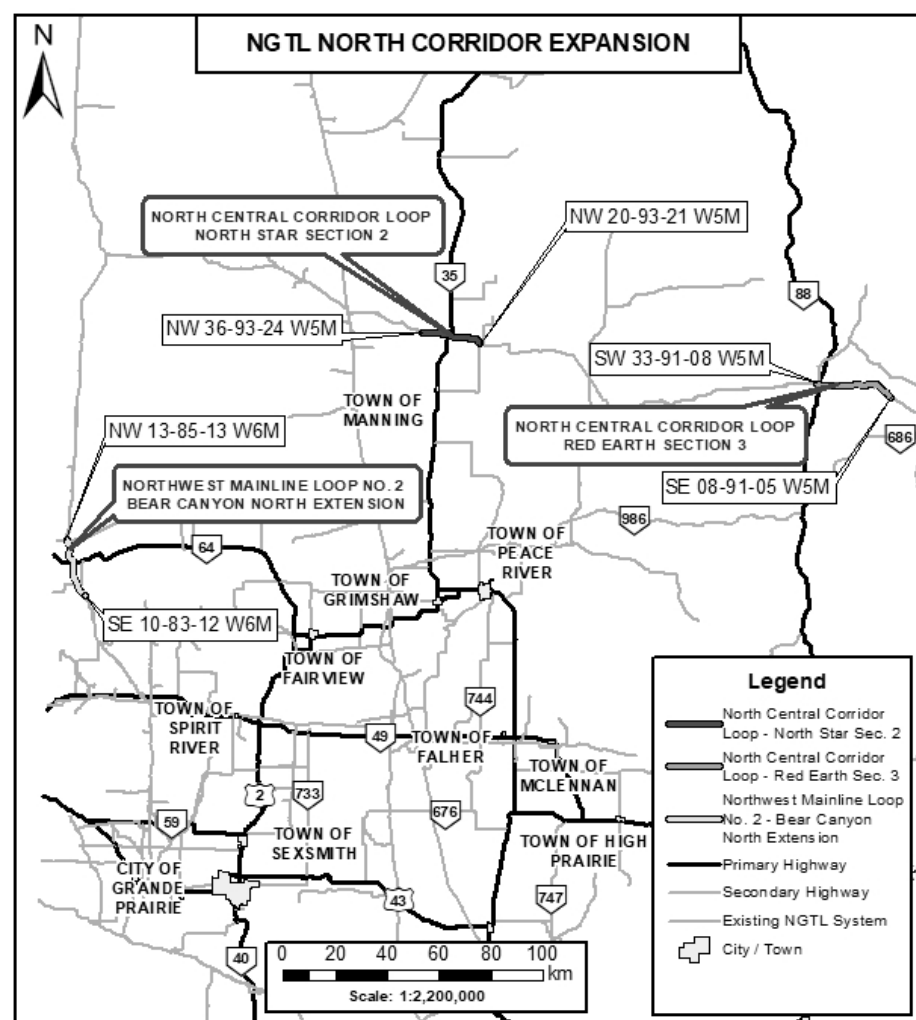 N
NGTL NORTH CORRIDOR EXPANSION
NORTH CENTRAL CORRIDOR LOOP
NORTH STAR SECTION 2
NW 20-93-21 W5M
35
88
NW 36-93-24 W5M
SW 33-91-08 W5M
TOWN OF
MANNING
NORTH CENTRAL CORRIDOR LOOP
RED EARTH SECTION 3
686
NW 13-85-13 W6M
NORTHWEST MAINLINE LOOP NO. 2
BEAR CANYON NORTH EXTENSION
SE 08-91-05 W5M
986
64
TOWN OF
PEACE
RIVER
TOWN OF
GRIMSHAW
SE 10-83-12 W6M
TOWN OF
FAIRVIEW
744
TOWN OF
SPIRIT
RIVER
49
TOWN OF
FALHER
TOWN OF
MCLENNAN
2
733
676
59
TOWN OF
SEXSMITH
TOWN OF HIGH
PRAIRIE
CITY OF
GRANDE
PRAIRIE
43
747
40
0 20 40 60 80 100
km
Scale: 1:2,200,000
Legend
North Central Corridor
Loop - North Star Sec. 2
North Central Corridor
Loop - Red Earth Sec. 3
Northwest Mainline Loop
No. 2 - Bear Canyon
North Extension
Primary Highway
Secondary Highway
Existing NGTL System
City / Town